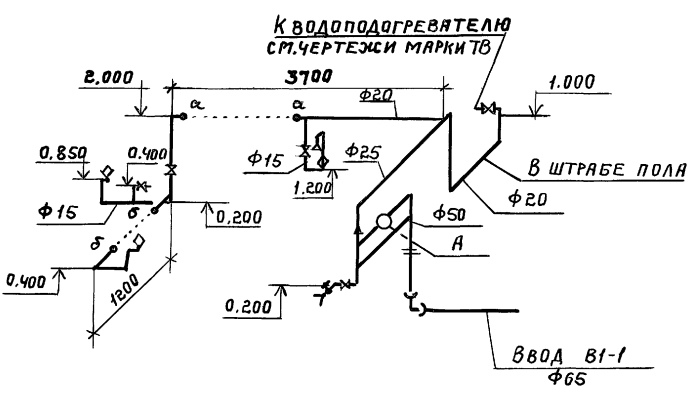 К ВОДОПОДОГРЕВАТЕЛЮ
СМ. ЧЕРТЕЖИ МАРКИ ТВ
2.000
3700
1.000
а
а
Ф20
0.850
0.400
Ф15
1.200
Ф25
В ШТРАБЕ ПОЛА
Ф20
Ф15
б
0.200
Ф50
А
б
0.400
1200
0.200
ВВОД В1-1
Ф65